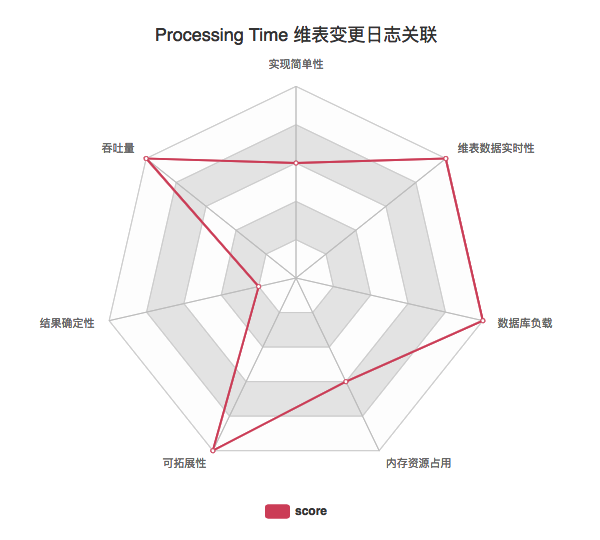 Processing Time 维表变更日志关联
实现简单性
吞吐量
维表数据实时性
结果确定性
数据库负载
可拓展性
内存资源占用
score